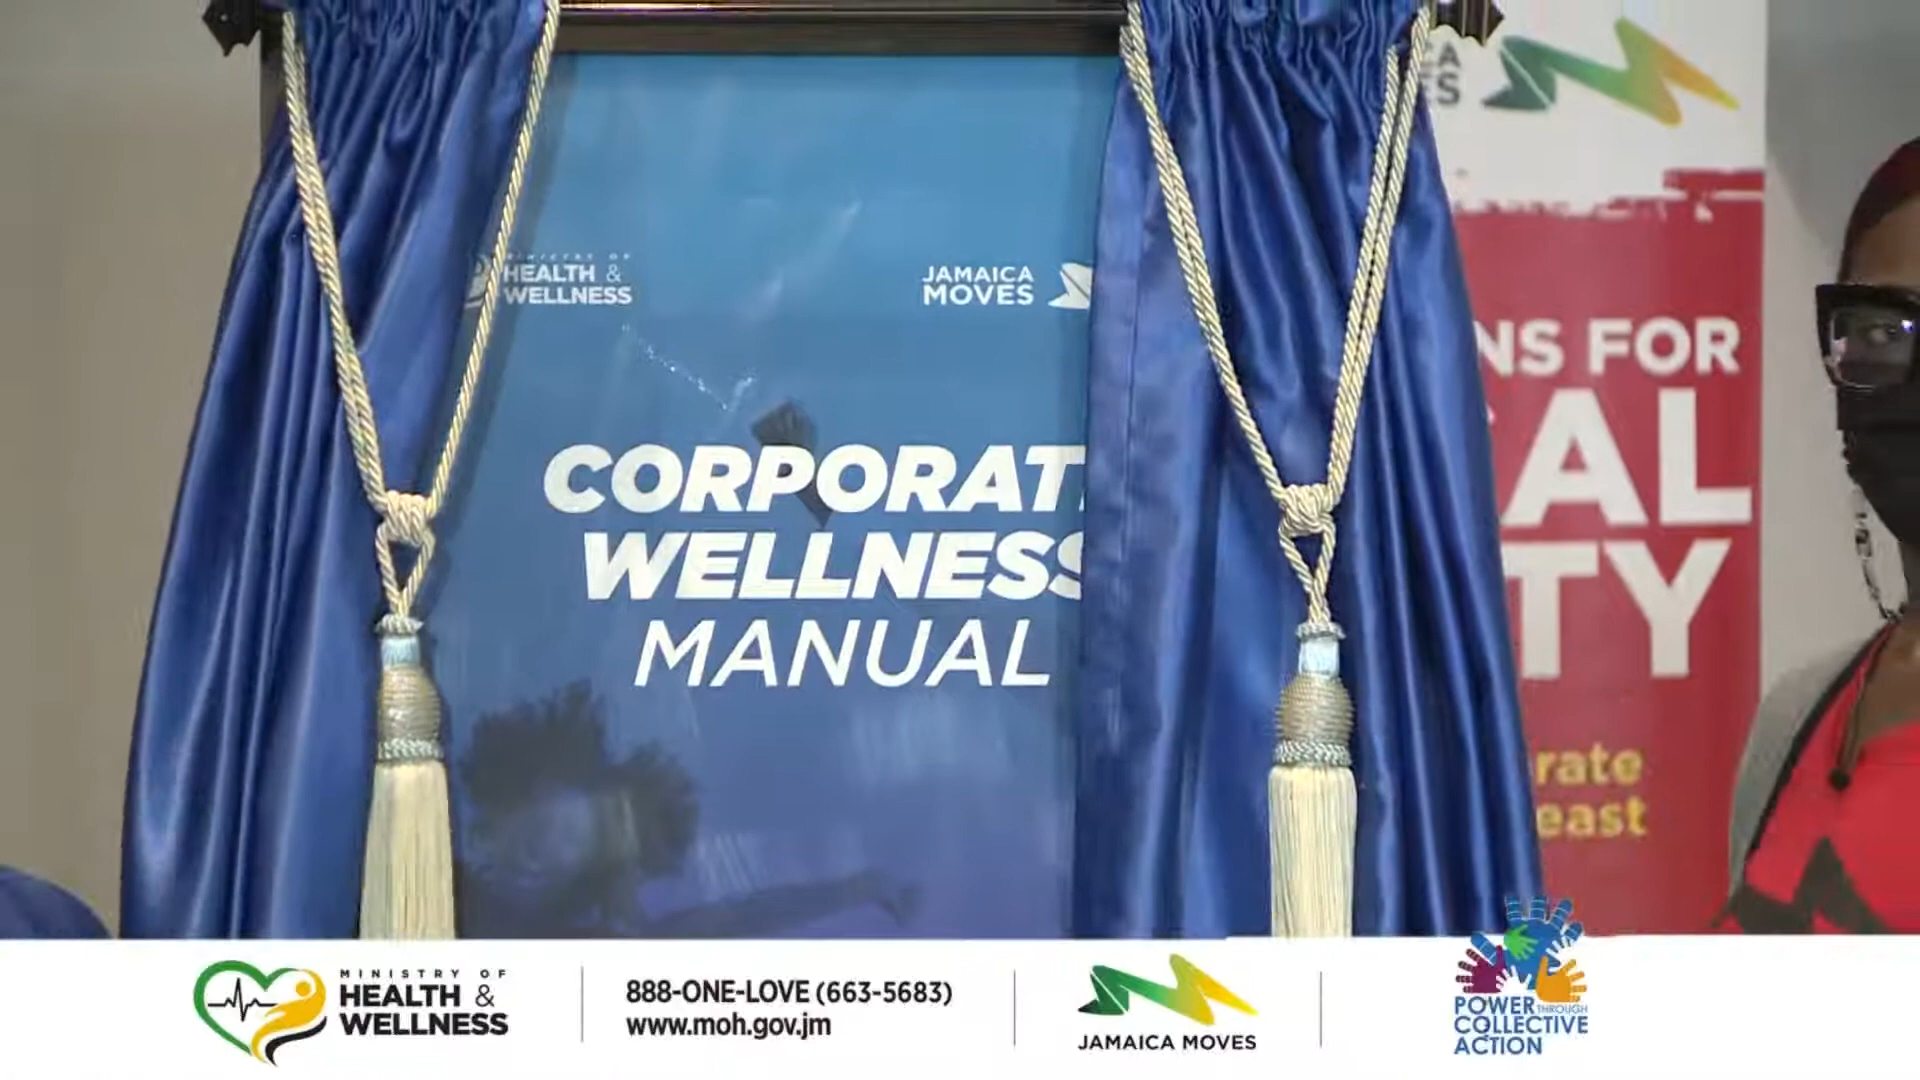 MINISTRY OF
HEALTH &
WELLNESS
JAMAICA
MOVES
CORPORAT
WELLNESS
MANUAL
NS FOR
AL
TY
rate
east
MINISTRY OF
HEALTH &
WELLNESS
888-ONE-LOVE (663-5683)
www.moh.gov.jm
JAMAICA MOVES
POWER THROUGH
COLLECTIVE
ACTION